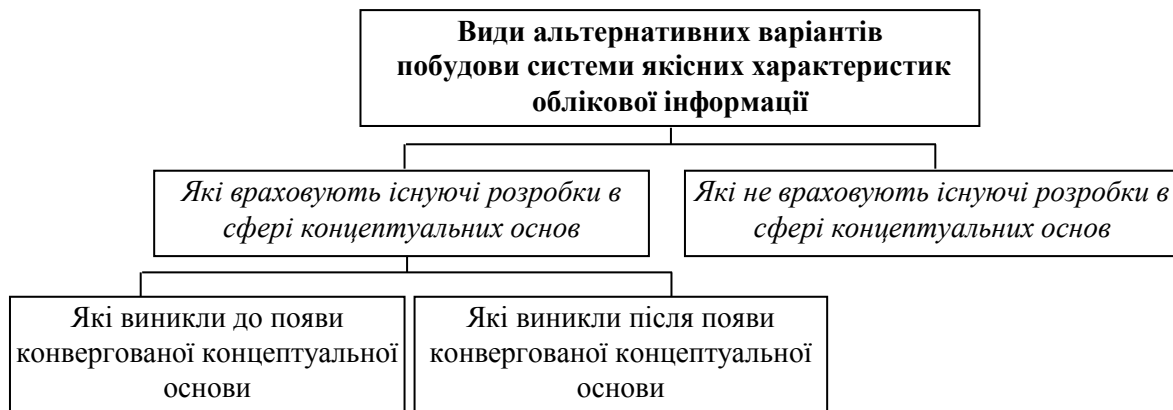 Види альтернативних варіантів
побудови системи якісних характеристик
облікової інформації
Які враховують існуючі розробки в
сфері концептуальних основ
Які не враховують існуючі розробки в
сфері концептуальних основ
Які виникли до появи
конвергованої концептуальної
основи
Які виникли після появи
конвергованої концептуальної
основи